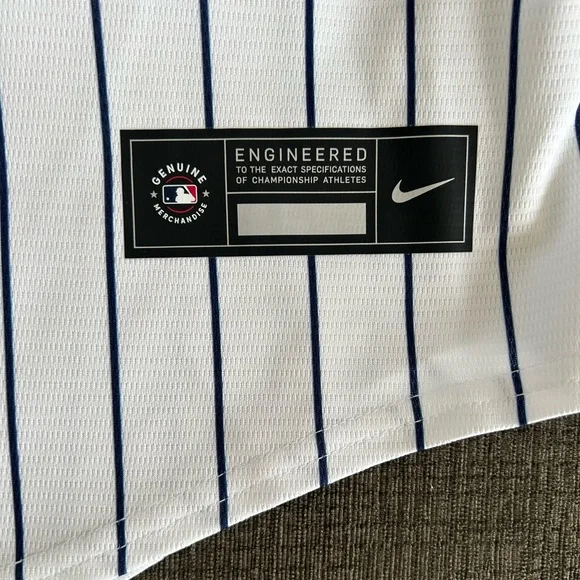 GENUINE
MERCHANDISE
ENGINEERED
TO THE EXACT SPECIFICATIONS
OF CHAMPIONSHIP ATHLETES